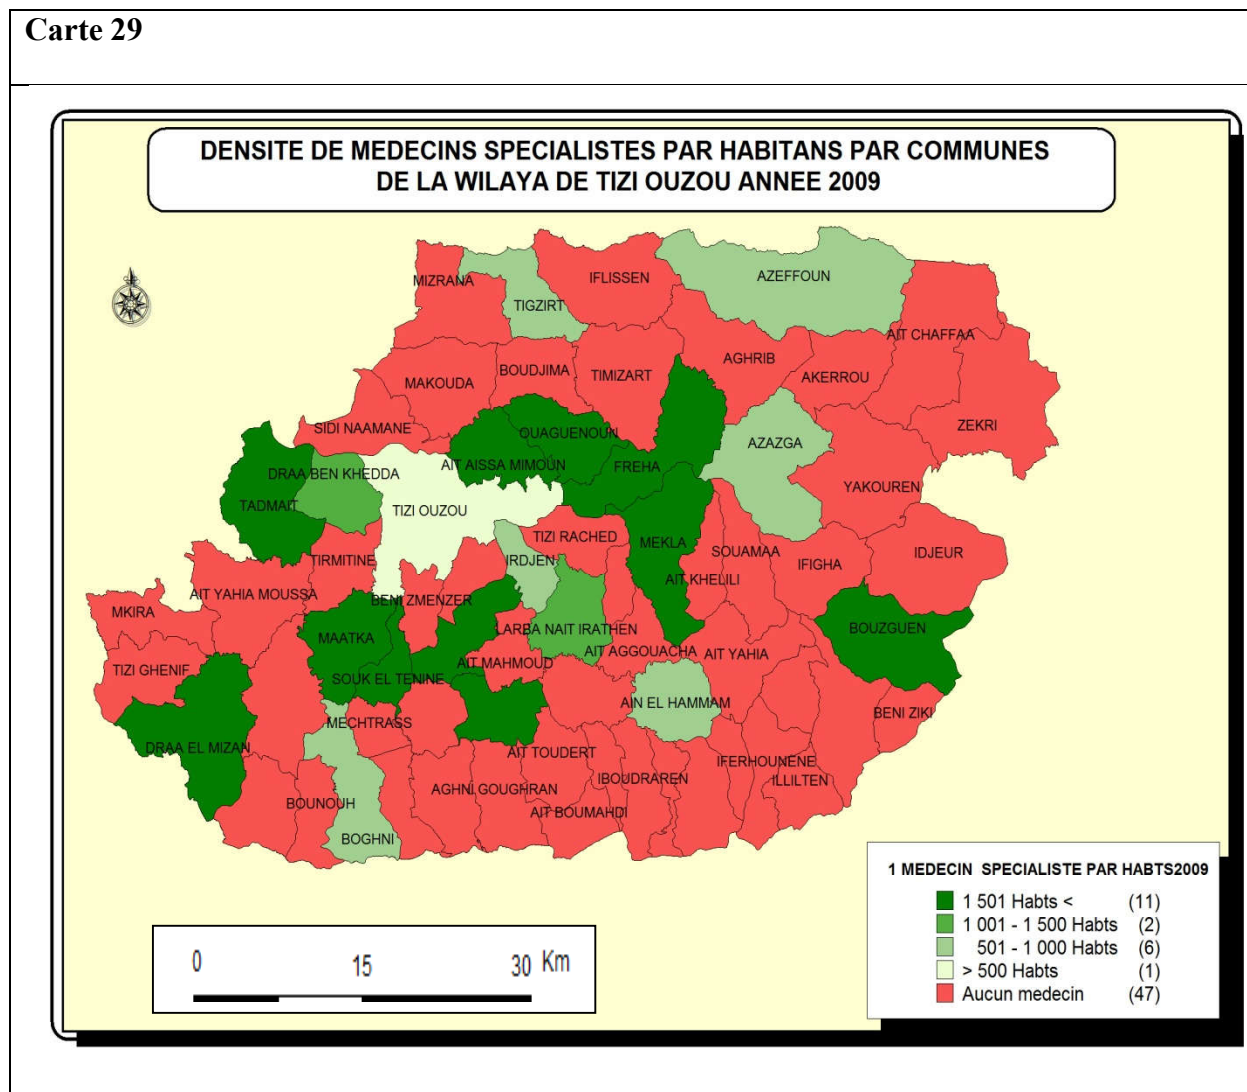 Carte 29
DENSITE DE MEDECINS SPECIALISTES PAR HABITANS PAR COMMUNES
DE LA WILAYA DE TIZI OUZOU ANNEE 2009
MIZRANA
TIGZIRT
IFLISSEN
AZEFFOUN
AIT CHAFFAA
MAKOUDA
BOUDJIMA
TIMIZART
AGHRIB
AKERROU
ZEKRI
SIDI NAAMANE
OUAGUENOUN
AZAZGA
DRAA BEN KHEDDA
AIT AISSA MIMOUN
FREHA
YAKOUREN
TADMAIT
TIZI OUZOU
TIRMITINE
IRDJEN
TIZI RACHED
MEKLA
SOUAMAA
IFIGHA
IDJEUR
AIT YAHIA MOUSSA
BENI ZMENZER
AIT KHELILI
MKIRA
MAATKA
LARBA NAIT IRATHEN
BOUZGUEN
TIZI GHENIF
SOUK EL TENINE
AIT MAHMOUD
AIT AGGOUACHA
AIT YAHIA
MECHTRASS
AIN EL HAMMAM
BENI ZIKI
DRAA EL MIZAN
AIT TOUDERT
IFERHOUNENE
BOUNOUH
AGHNI GOUGHRAN
IBOUDRAREN
ILLILTEN
BOGHNI
AIT BOUMAHDI
1 MEDECIN SPECIALISTE PAR HABTS2009
1 501 Habts < (11)
1 001 - 1 500 Habts (2)
501 - 1 000 Habts (6)
> 500 Habts (1)
Aucun medecin (47)
0 15 30 Km